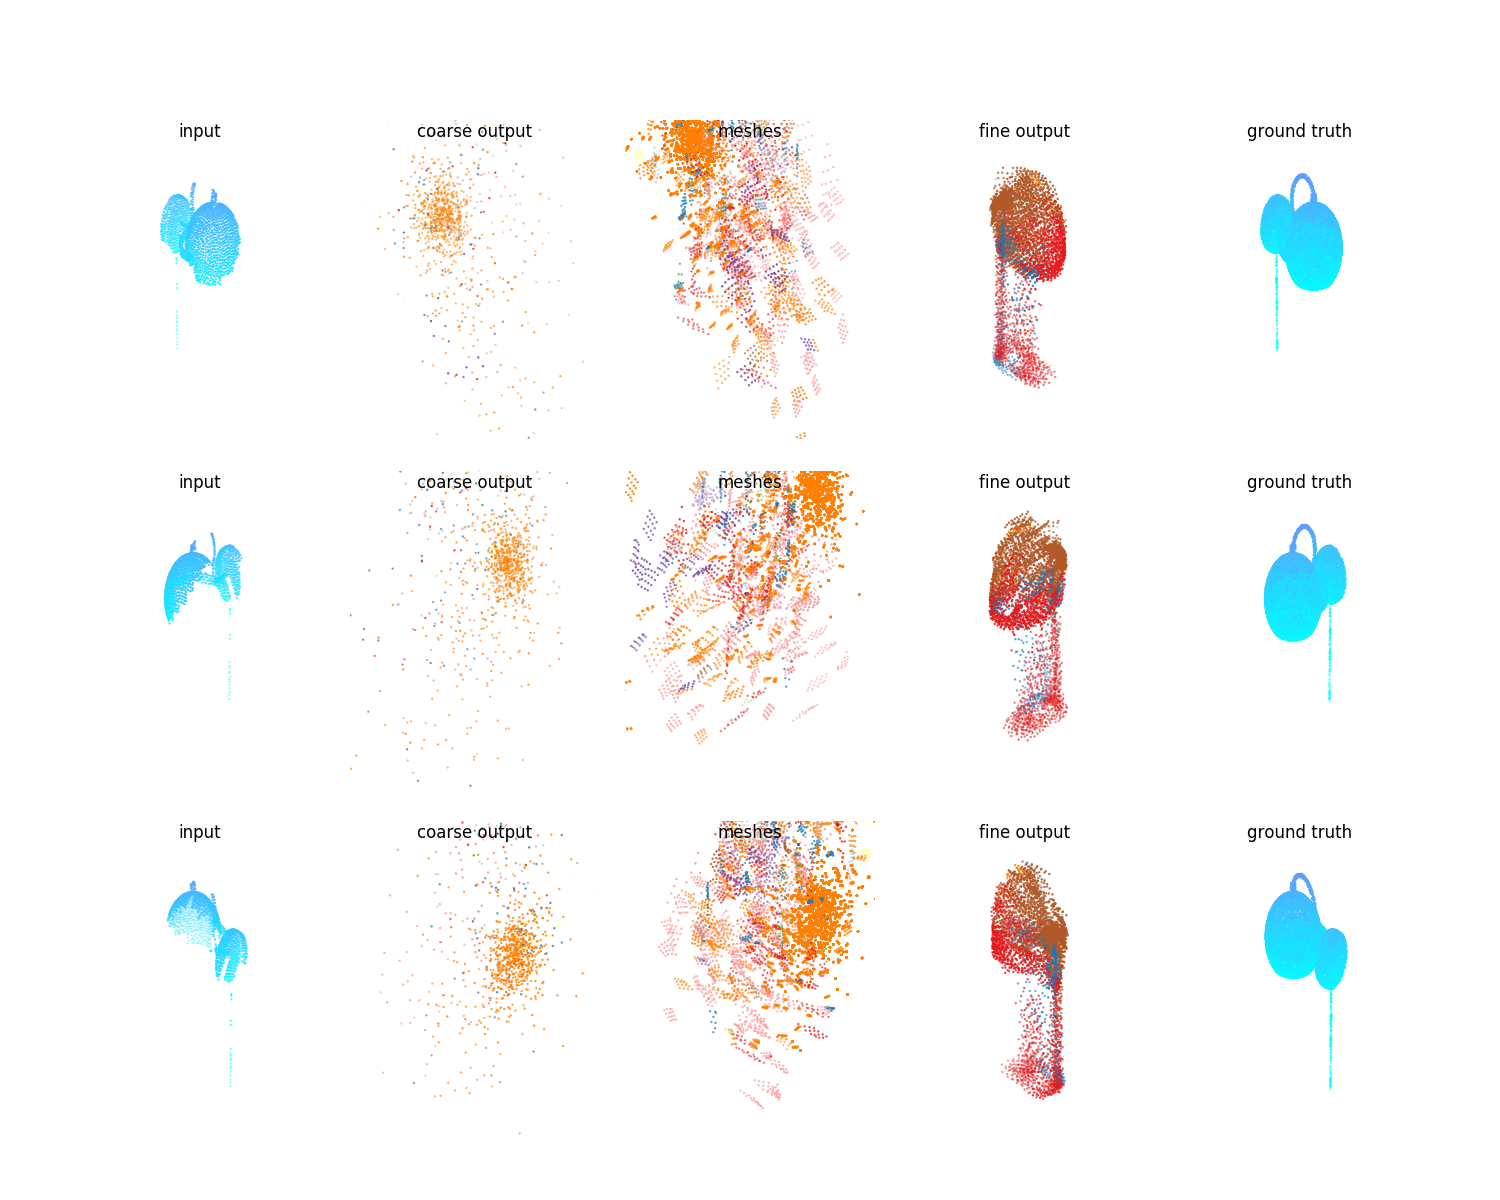 input
coarse output
meshes
fine output
ground truth
input
coarse output
meshes
fine output
ground truth
input
coarse output
meshes
fine output
ground truth